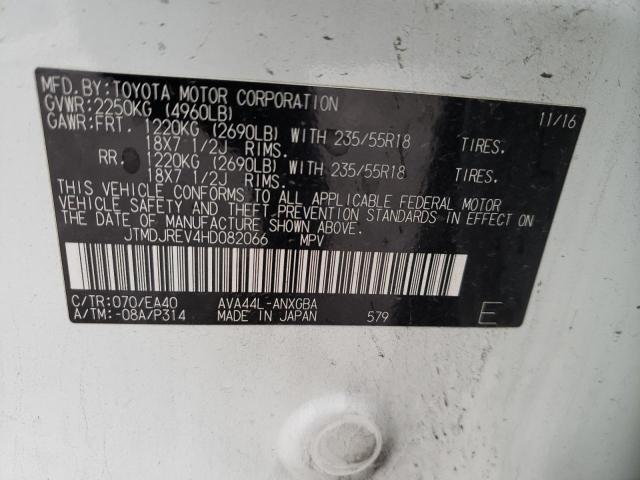 MFD.BY:TOYOTA MOTOR CORPORATION 11/16
GVWR:2250KG (4960LB)
GAWR:FRT. 1220KG (2690LB) WITH 235/55R18 TIRES.
18X7 1/2J RIMS.
RR. 1220KG (2690LB) WITH 235/55R18 TIRES.
18X7 1/2J RIMS.
THIS VEHICLE CONFORMS TO ALL APPLICABLE FEDERAL MOTOR
VEHICLE SAFETY AND THEFT PREVENTION STANDARDS IN EFFECT ON
THE DATE OF MANUFACTURE SHOWN ABOVE.
JTMDJREV4HD082066 MPV
C/TR:070/EA40 AVA44L-ANXGBA
A/TM:-08A/P314 MADE IN JAPAN 579 E